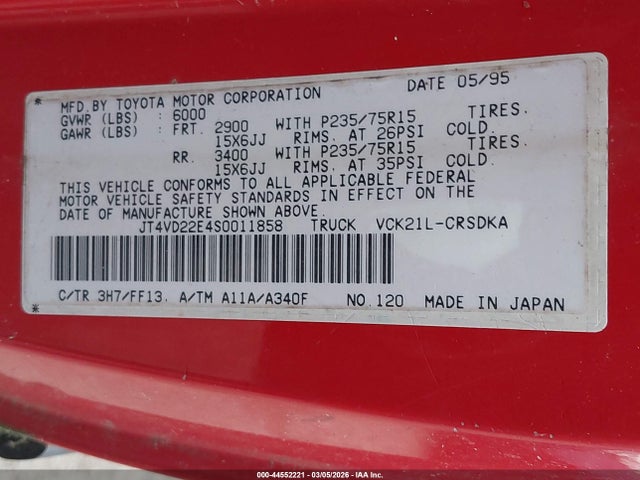 * MFD.BY TOYOTA MOTOR CORPORATION DATE 05/95
GVWR (LBS) : 6000
GAWR (LBS) : FRT. 2900 WITH P235/75R15 TIRES.
15X6JJ RIMS. AT 26PSI COLD.
RR. 3400 WITH P235/75R15 TIRES.
15X6JJ RIMS. AT 35PSI COLD.
THIS VEHICLE CONFORMS TO ALL APPLICABLE FEDERAL
MOTOR VEHICLE SAFETY STANDARDS IN EFFECT ON THE
DATE OF MANUFACTURE SHOWN ABOVE.
JT4VD22E4S0011858 TRUCK VCK21L-CRSDKA
C/TR 3H7/FF13. A/TM A11A/A340F NO.120 MADE IN JAPAN
*
000-44552221 - 03/05/2026 - IAA Inc.